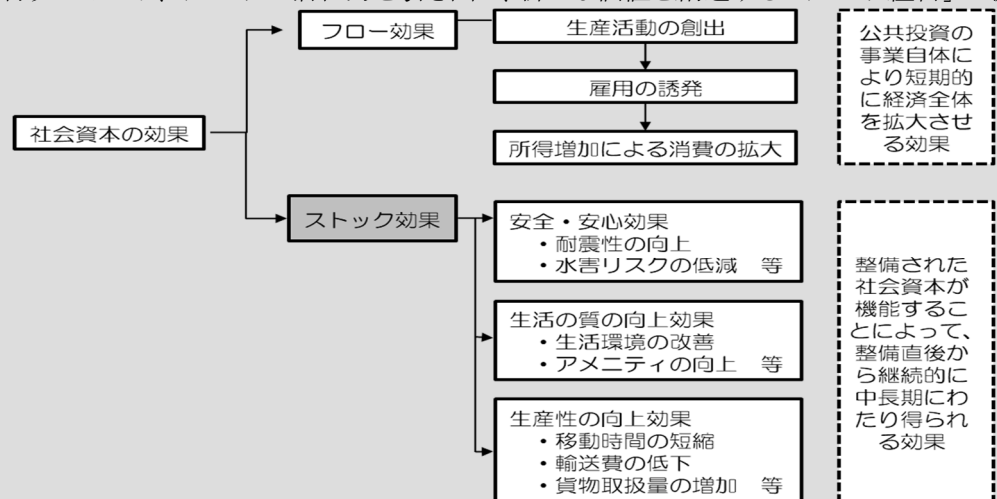 社会資本の効果
フロー効果
生産活動の創出
雇用の誘発
所得増加による消費の拡大
公共投資の
事業自体に
より短期的
に経済全体
を拡大させ
る効果
ストック効果
安全・安心効果
・耐震性の向上
・水害リスクの低減 等
生活の質の向上効果
・生活環境の改善
・アメニティの向上 等
生産性の向上効果
・移動時間の短縮
・輸送費の低下
・貨物取扱量の増加 等
整備された
社会資本が
機能するこ
とによって、
整備直後か
ら継続的に
中長期にわ
たり得られ
る効果